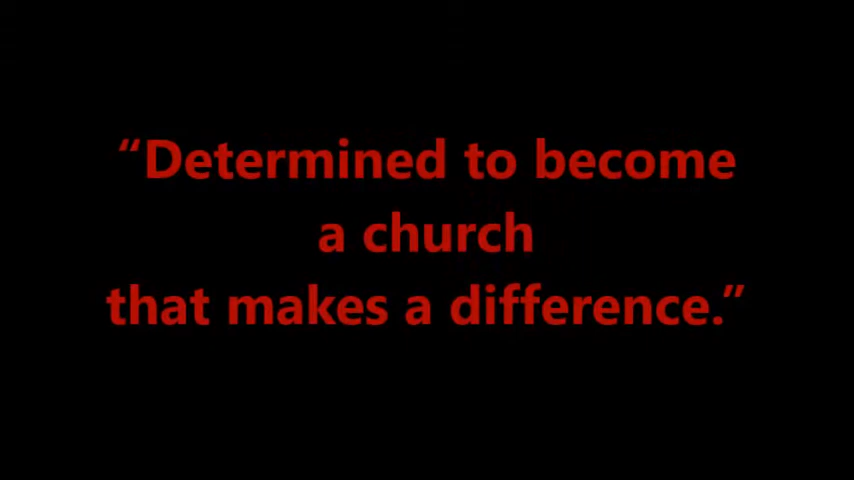 “Determined to become
a church
that makes a difference.”